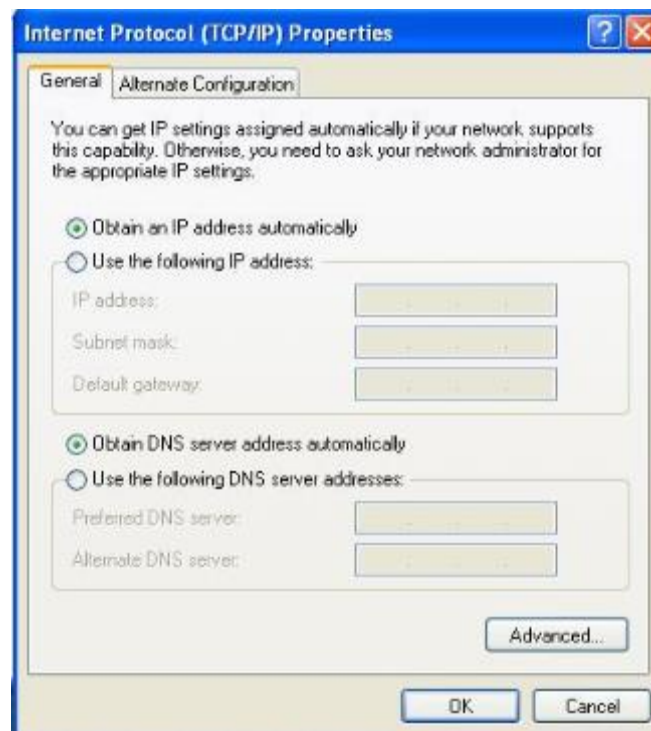 Internet Protocol (TCP/IP) Properties
General
Alternate Configuration
You can get IP settings assigned automatically if your network supports
this capability. Otherwise, you need to ask your network administrator for
the appropriate IP settings.
Obtain an IP address automatically
Use the following IP address:
IP address:
Subnet mask:
Default gateway:
Obtain DNS server address automatically
Use the following DNS server addresses:
Preferred DNS server:
Alternate DNS server:
Advanced...
OK
Cancel